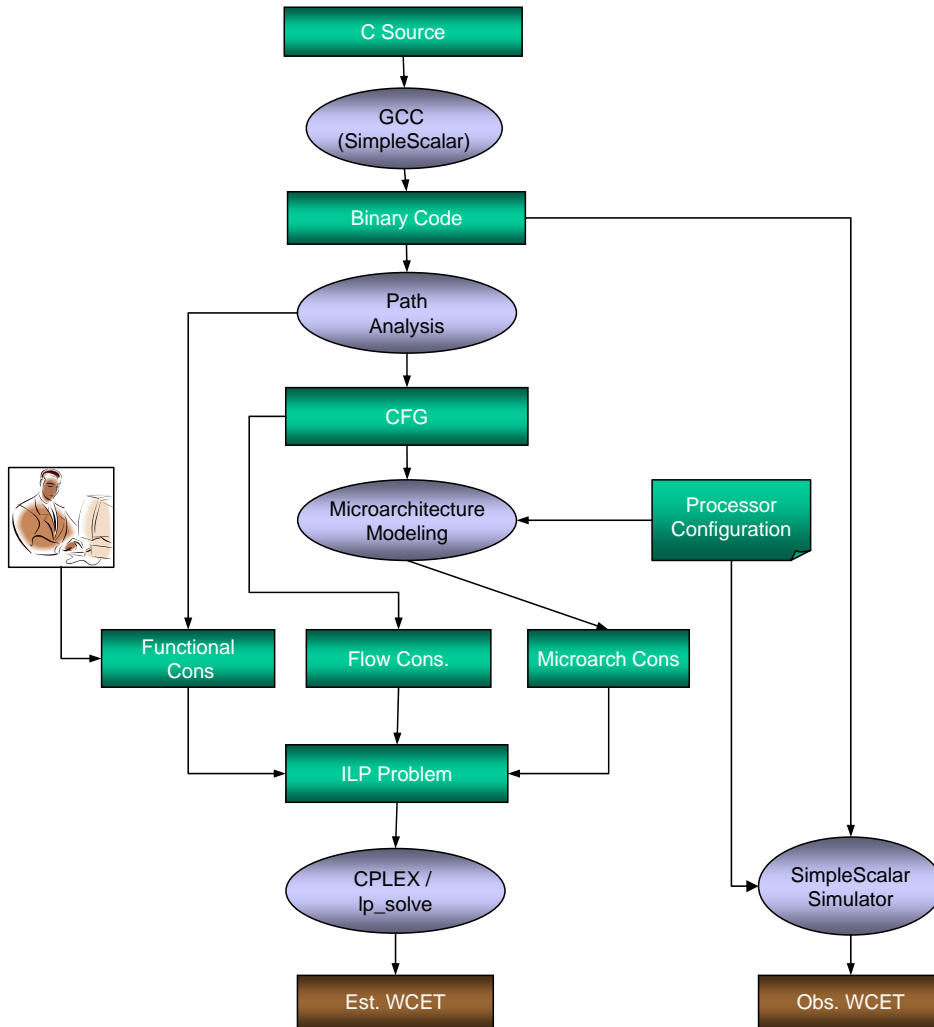 C Source
GCC
(SimpleScalar)
Binary Code
Path
Analysis
CFG
Microarchitecture
Modeling
Processor
Configuration
Functional
Cons
Flow Cons.
Microarch Cons
ILP Problem
CPLEX /
lp_solve
SimpleScalar
Simulator
Est. WCET
Obs. WCET